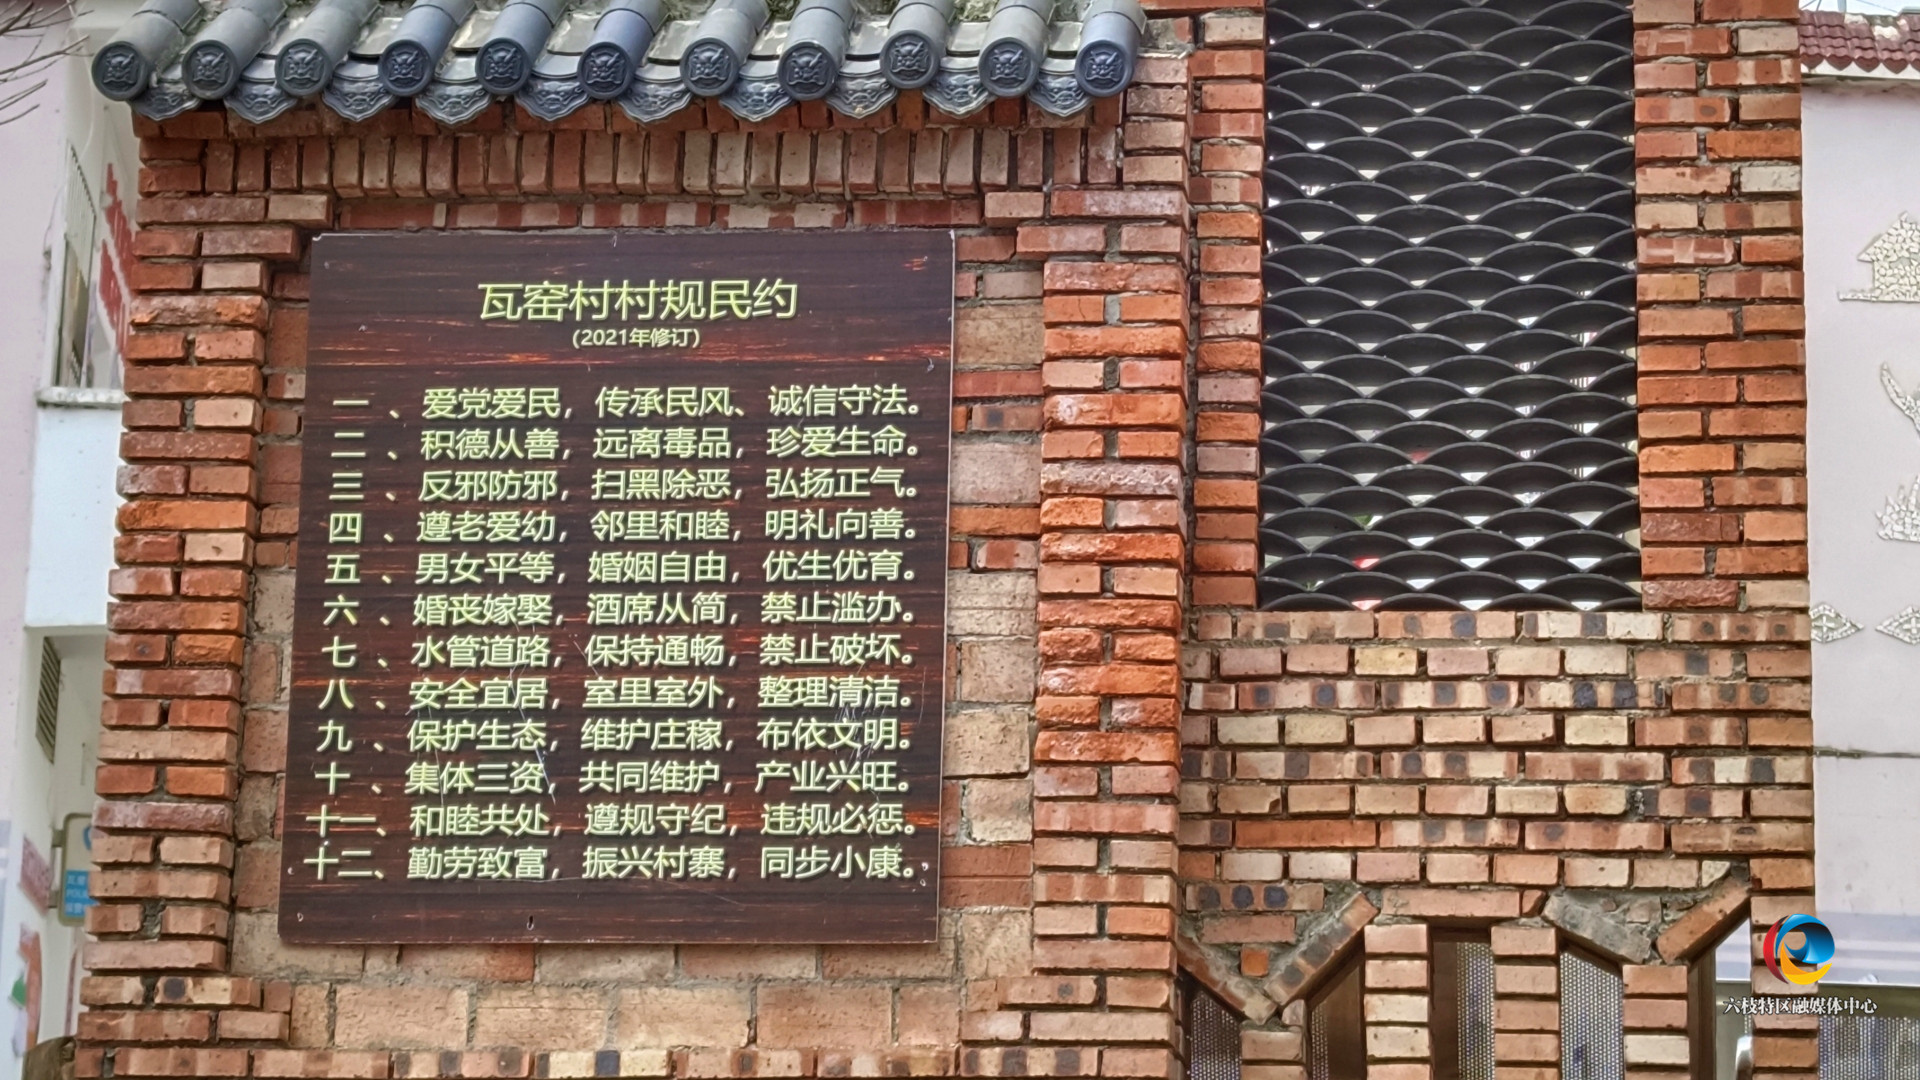 瓦窑村村规民约
(2021年修订)
一、爱党爱民，传承民风、诚信守法。
二、积德从善，远离毒品，珍爱生命。
三、反邪防邪，扫黑除恶，弘扬正气。
四、遵老爱幼，邻里和睦，明礼向善。
五、男女平等，婚姻自由，优生优育。
六、婚丧嫁娶，酒席从简，禁止滥办。
七、水管道路，保持通畅，禁止破坏。
八、安全宜居，室里室外，整理清洁。
九、保护生态，维护庄稼，布依文明。
十、集体三资，共同维护，产业兴旺。
十一、和睦共处，遵规守纪，违规必惩。
十二、勤劳致富，振兴村寨，同步小康。
六枝特区融媒体中心